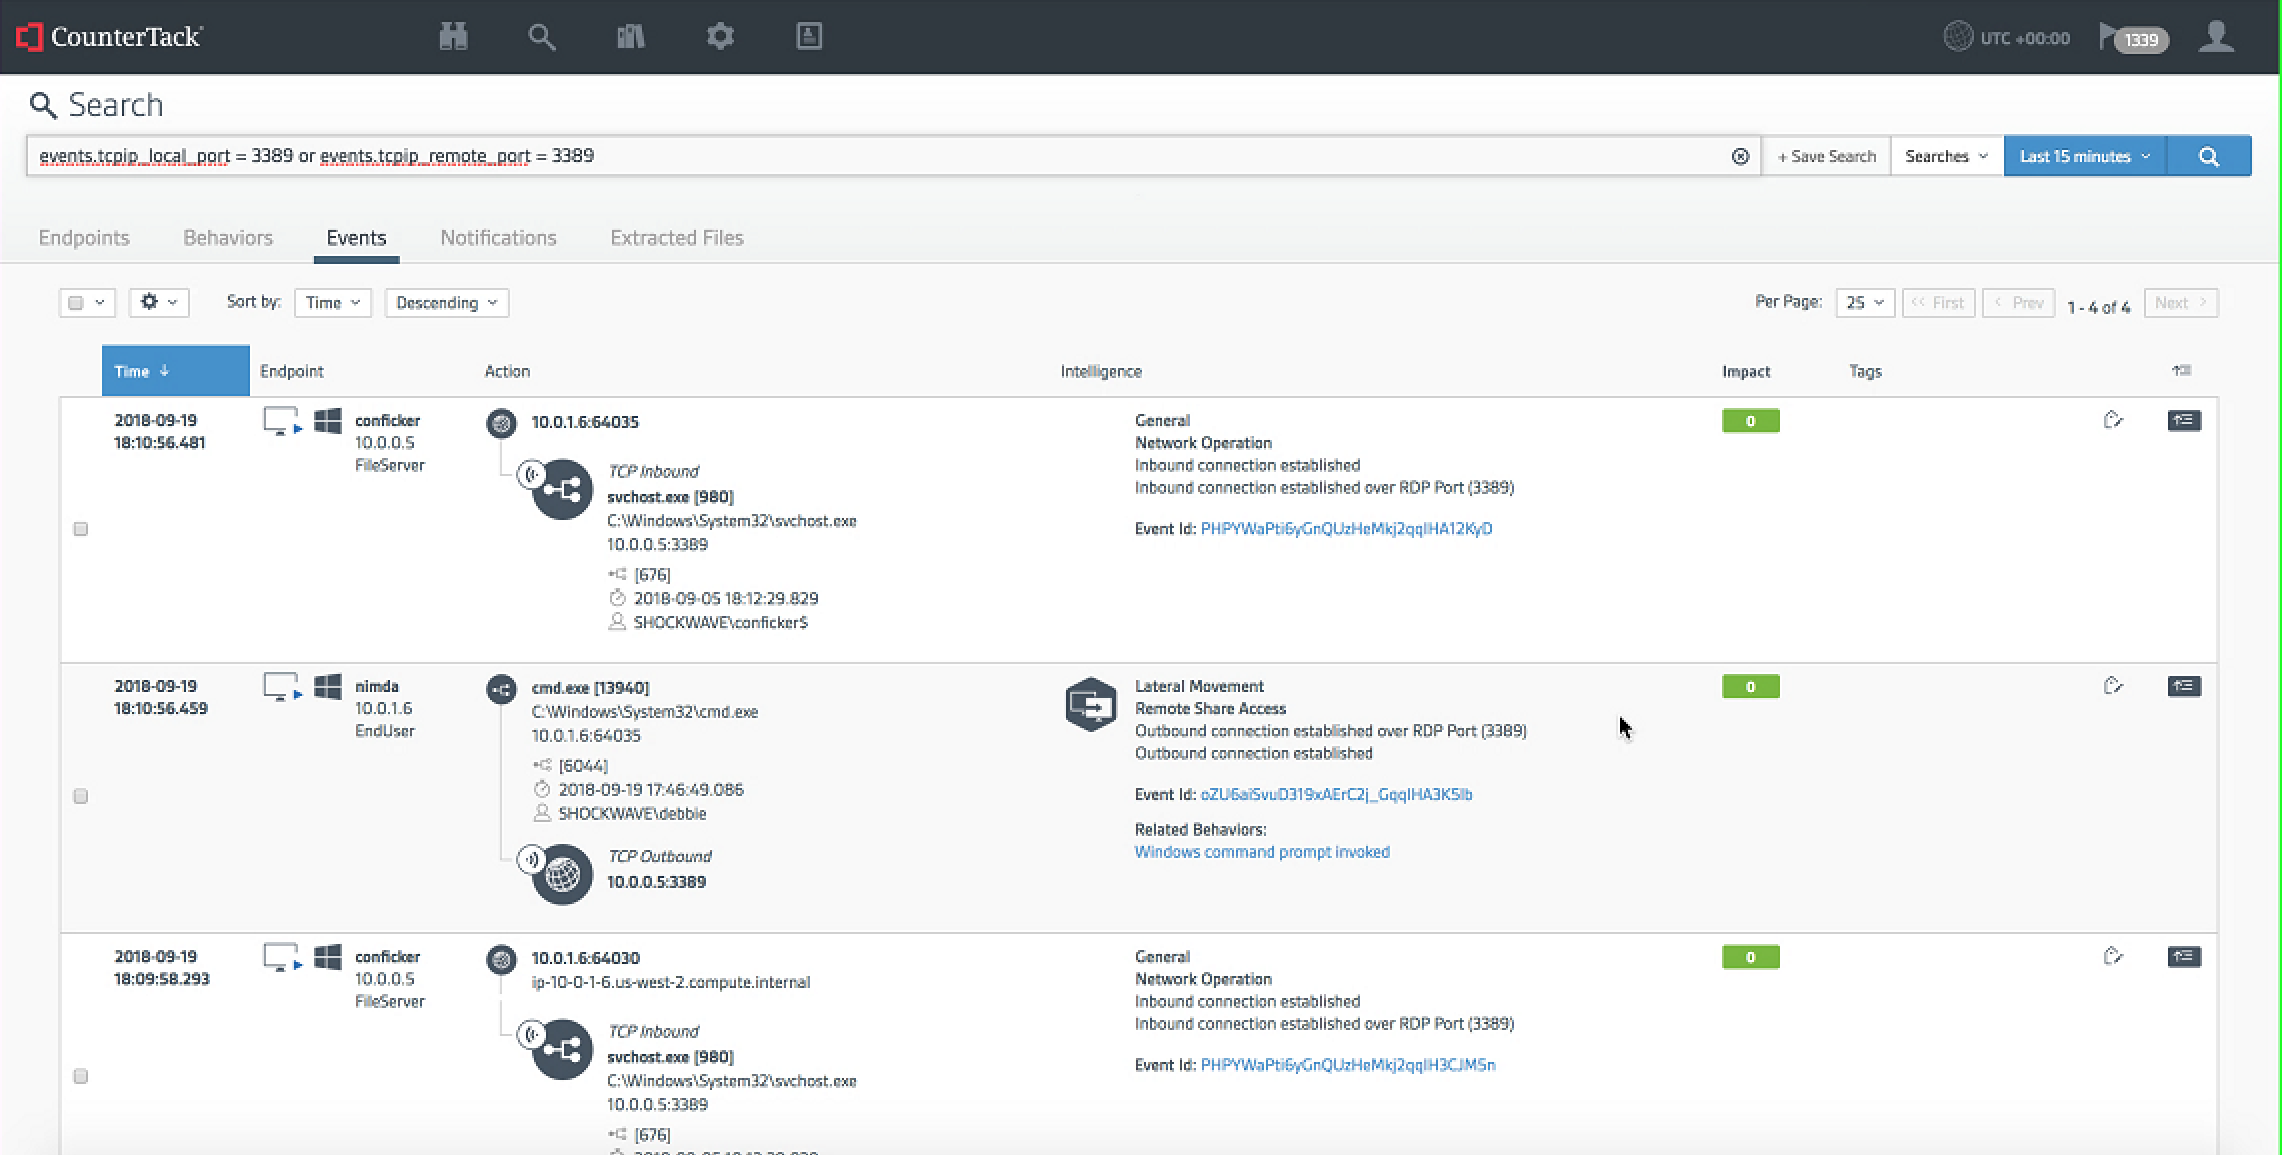 CounterTack
UTC +00:00
1339
Search
events.tcpip_local_port = 3389 or events.tcpip_remote_port = 3389
+ Save Search
Searches
Last 15 minutes
Endpoints
Behaviors
Events
Notifications
Extracted Files
Sort by:
Time
Descending
Per Page:
25
<< First
< Prev
1 - 4 of 4
Next >
Time ↓
Endpoint
Action
Intelligence
Impact
Tags
2018-09-19
18:10:56.481
conficker
10.0.0.5
FileServer
10.0.1.6:64035
TCP Inbound
svchost.exe [980]
C:\Windows\System32\svchost.exe
10.0.0.5:3389
[676]
2018-09-05 18:12:29.829
SHOCKWAVE\conficker$
General
Network Operation
Inbound connection established
Inbound connection established over RDP Port (3389)
Event Id: PHPYWaPti6yGnQUzHeMkj2qqIHA12KyD
0
2018-09-19
18:10:56.459
nimda
10.0.1.6
EndUser
cmd.exe [13940]
C:\Windows\System32\cmd.exe
10.0.1.6:64035
[6044]
2018-09-19 17:46:49.086
SHOCKWAVE\debbie
TCP Outbound
10.0.0.5:3389
Lateral Movement
Remote Share Access
Outbound connection established over RDP Port (3389)
Outbound connection established
Event Id: oZU6aiSvuD319xAErC2j_GqqIHA3K5Ib
Related Behaviors:
Windows command prompt invoked
0
2018-09-19
18:09:58.293
conficker
10.0.0.5
FileServer
10.0.1.6:64030
ip-10-0-1-6.us-west-2.compute.internal
TCP Inbound
svchost.exe [980]
C:\Windows\System32\svchost.exe
10.0.0.5:3389
[676]
General
Network Operation
Inbound connection established
Inbound connection established over RDP Port (3389)
Event Id: PHPYWaPti6yGnQUzHeMkj2qqIH3CJM5n
0